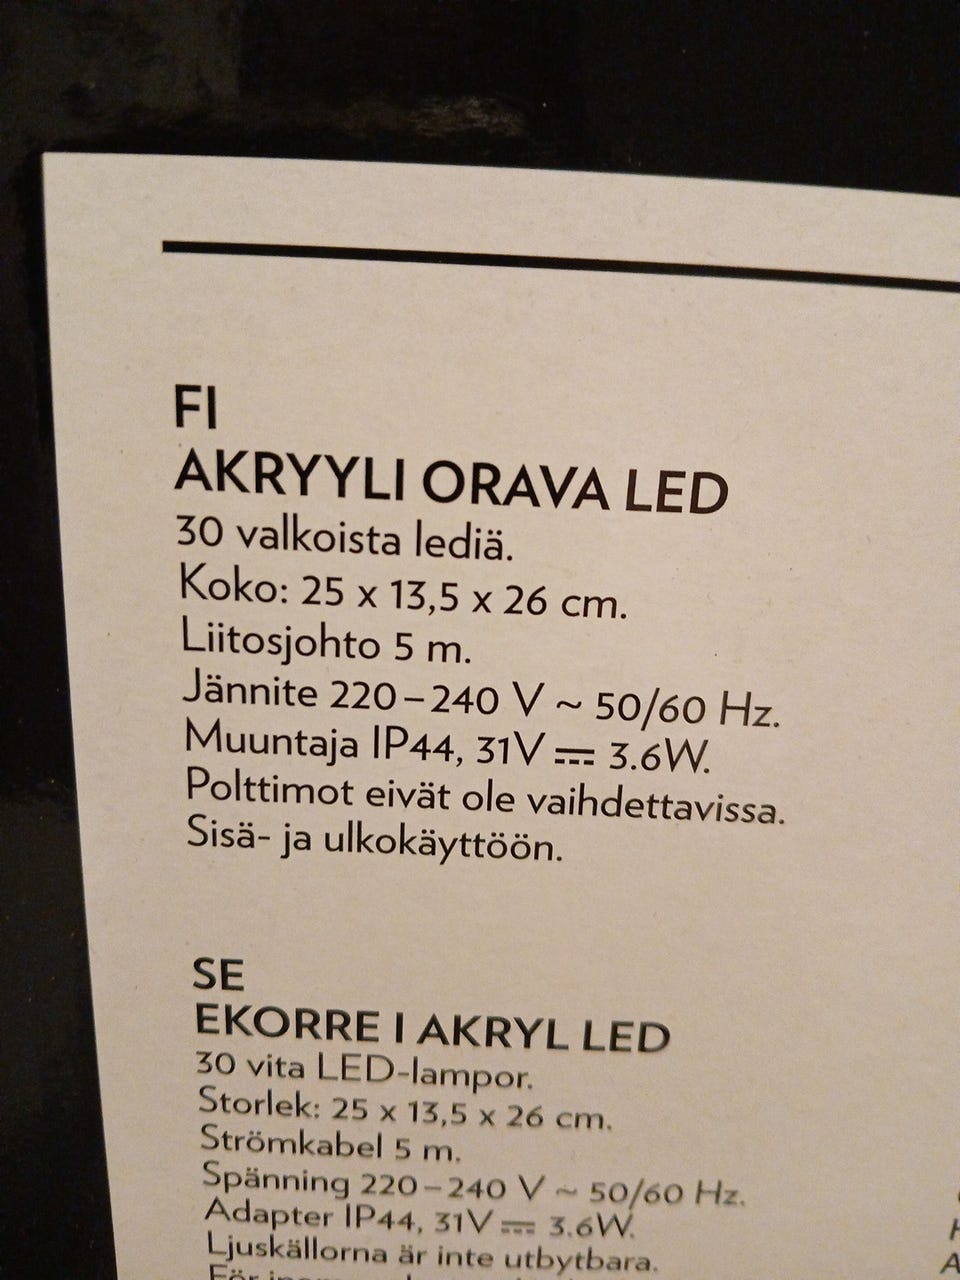 FI
AKRYYLI ORAVA LED
30 valkoista lediä.
Koko: 25 x 13,5 x 26 cm.
Liitosjohto 5 m.
Jännite 220–240 V ~ 50/60 Hz.
Muuntaja IP44, 31V ⎓ 3.6W.
Polttimot eivät ole vaihdettavissa.
Sisä- ja ulkokäyttöön.
SE
EKORRE I AKRYL LED
30 vita LED-lampor.
Storlek: 25 x 13,5 x 26 cm.
Strömkabel 5 m.
Spänning 220–240 V ~ 50/60 Hz.
Adapter IP44, 31V ⎓ 3.6W.
Ljuskällorna är inte utbytbara.
För